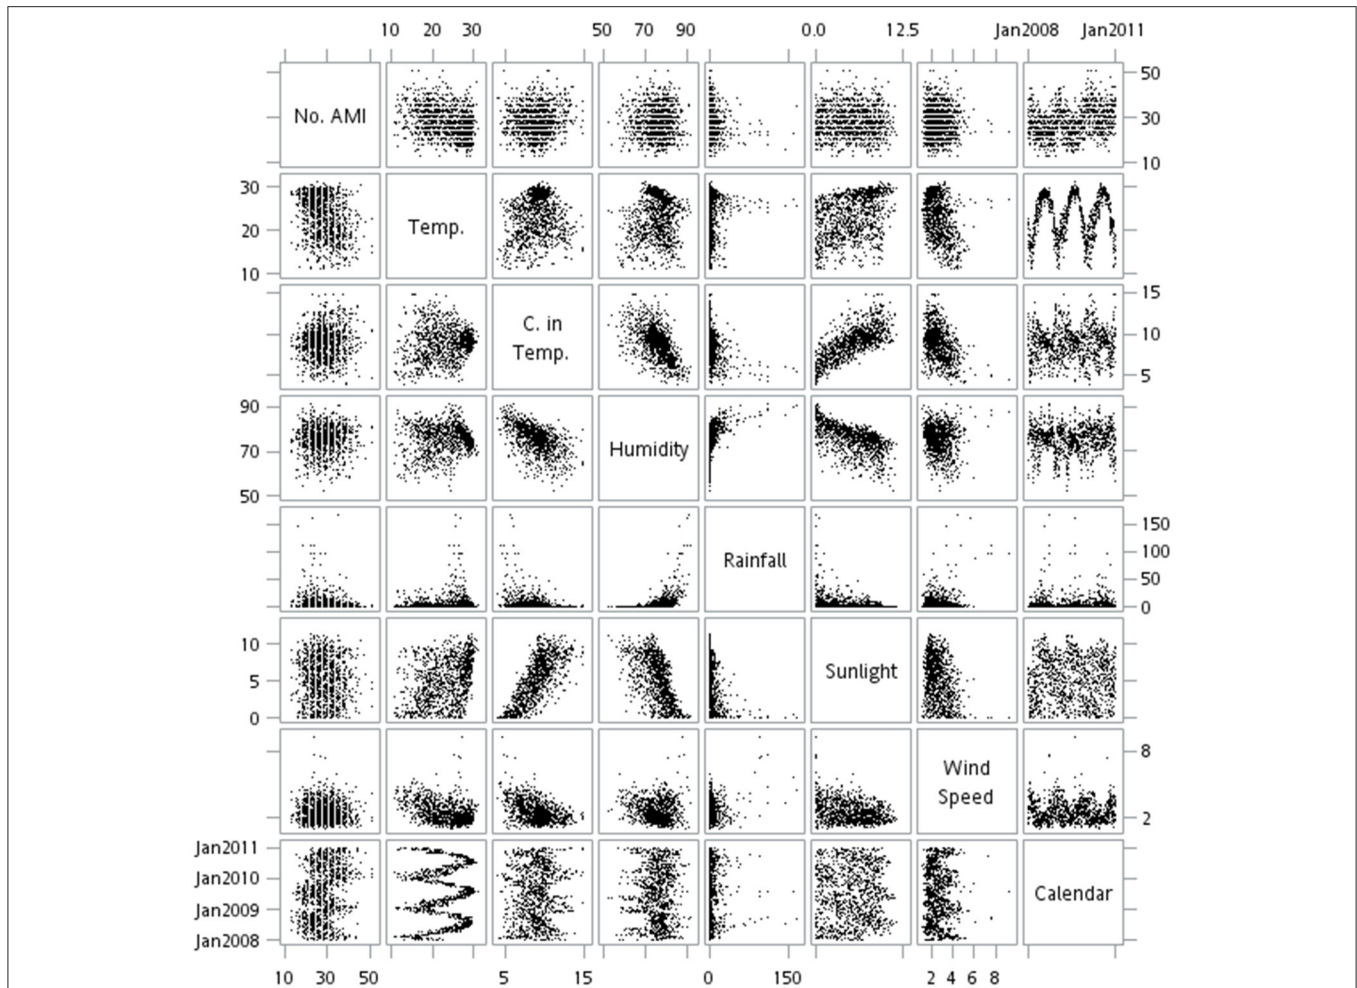 10 20 30 50 70 90 0.0 12.5 Jan2008 Jan2011
No. AMI
50
30
10
30
20
10
Temp.
C. in
Temp.
15
10
5
90
70
50
Humidity
Rainfall
150
100
50
0
10
5
0
Sunlight
Wind
Speed
8
2
Jan2011
Jan2010
Jan2009
Jan2008
Calendar
10 30 50 5 15 0 150 2 4 6 8